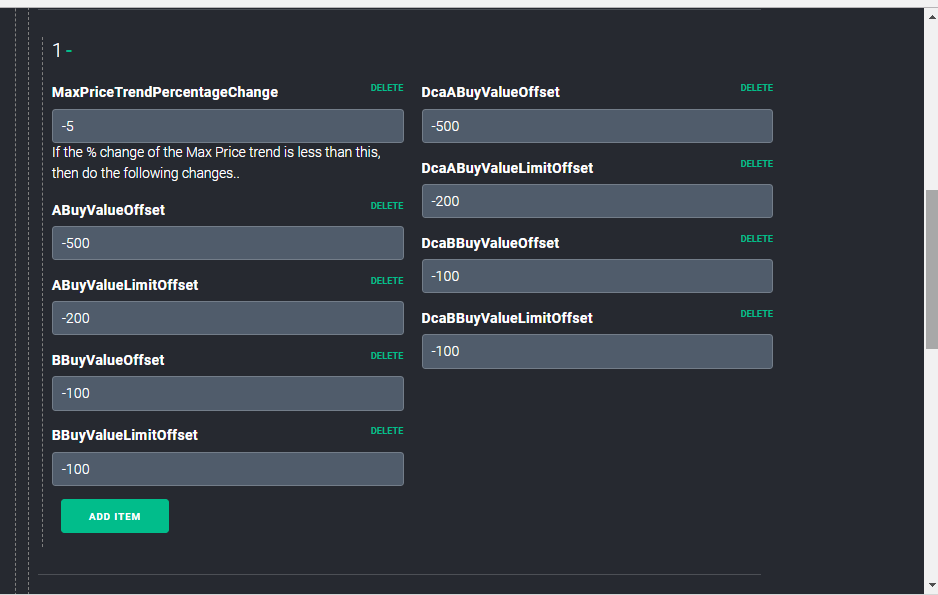 1 -
MaxPriceTrendPercentageChange
DELETE
-5
If the % change of the Max Price trend is less than this,
then do the following changes..
ABuyValueOffset
DELETE
-500
ABuyValueLimitOffset
DELETE
-200
BBuyValueOffset
DELETE
-100
BBuyValueLimitOffset
DELETE
-100
ADD ITEM
DcaABuyValueOffset
DELETE
-500
DcaABuyValueLimitOffset
DELETE
-200
DcaBBuyValueOffset
DELETE
-100
DcaBBuyValueLimitOffset
DELETE
-100